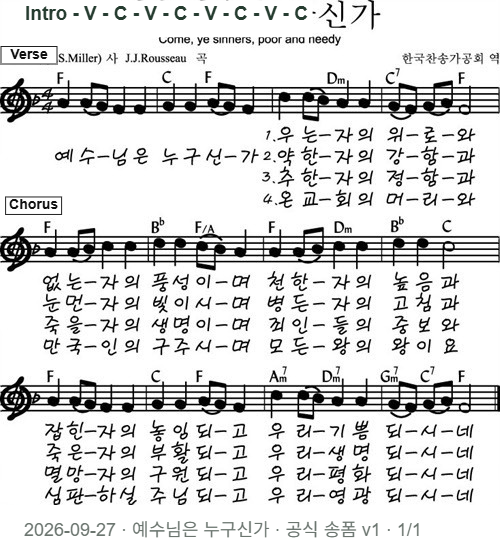 Intro - V - C - V - C - V - C - V - C · 신가
Come, ye sinners, poor and needy
Verse
S.Miller) 사 J.J.Rousseau 곡
한국찬송가공회 역
F C F Dm C7 F
1.우 는-자의 위-로-와
예수-님은 누구신-가 2.약한-자의 강-함-과
3.추한-자의 정-함-과
4.온교-회의 머-리-와
Chorus
F Bb F/A F Dm Bb C
없는-자의 풍성이-며 천한-자의 높음과
눈먼-자의 빛이시-며 병든-자의 고침과
죽을-자의 생명이-며 죄인-들의 중보와
만국-인의 구주시-며 모든-왕의 왕이요
F C F Am7 Dm7 Gm7 C7 F
잡힌-자의 놓임되-고 우리-기쁨 되-시-네
죽은-자의 부활되-고 우리-생명 되-시-네
멸망-자의 구원되-고 우리-평화 되-시-네
심판-하실 주님되-고 우리-영광 되-시-네
2026-09-27 · 예수님은 누구신가 · 공식 송폼 v1 · 1/1